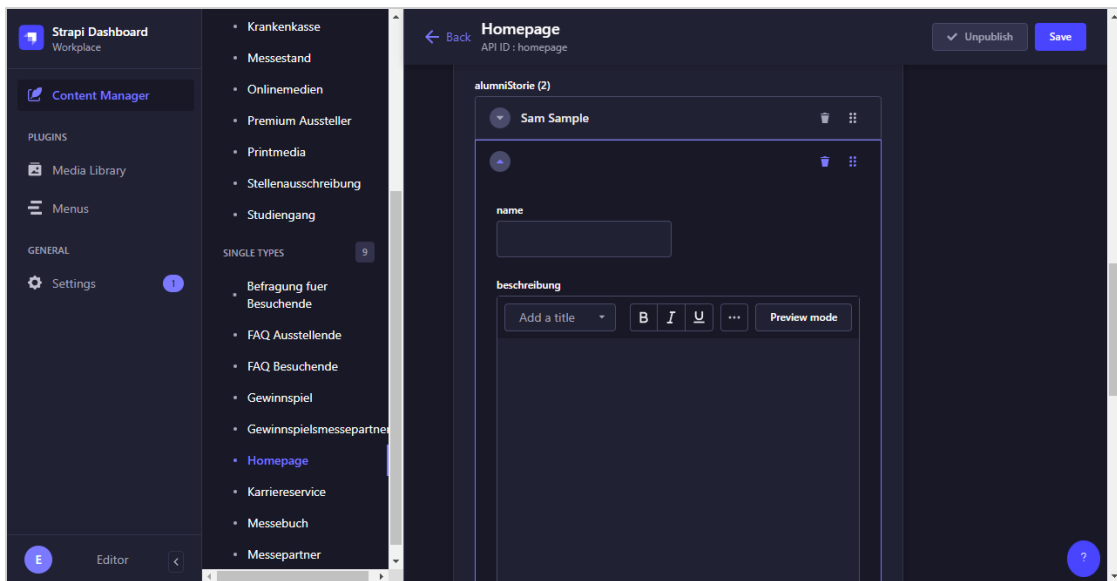 Strapi Dashboard
Workplace
Content Manager
PLUGINS
Media Library
Menus
GENERAL
Settings
1
E
Editor
Krankenkasse
Messestand
Onlinemedien
Premium Aussteller
Printmedia
Stellenausschreibung
Studiengang
SINGLE TYPES
9
Befragung fuer
Besuchende
FAQ Ausstellende
FAQ Besuchende
Gewinnspiel
Gewinnspielsmessepartner
Homepage
Karriereservice
Messebuch
Messepartner
Back
Homepage
API ID : homepage
Unpublish
Save
alumniStorie (2)
Sam Sample
name
beschreibung
Add a title
B
I
U
Preview mode
?